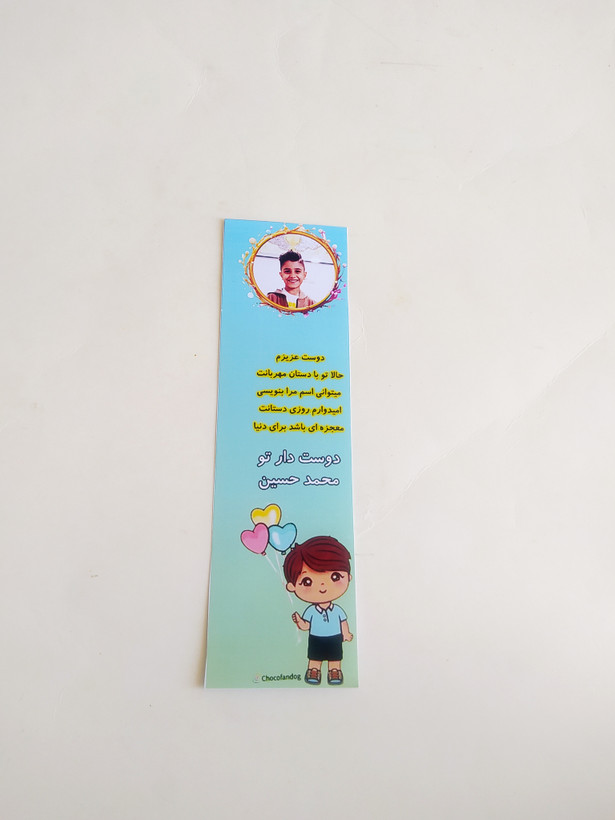 دوست عزیزم
حالا تو با دستان مهربانت
میتوانی اسم مرا بنویسی
امیدوارم روزی دستانت
معجزه ای باشد برای دنیا
دوست دار تو
محمد حسین
Chocofandog